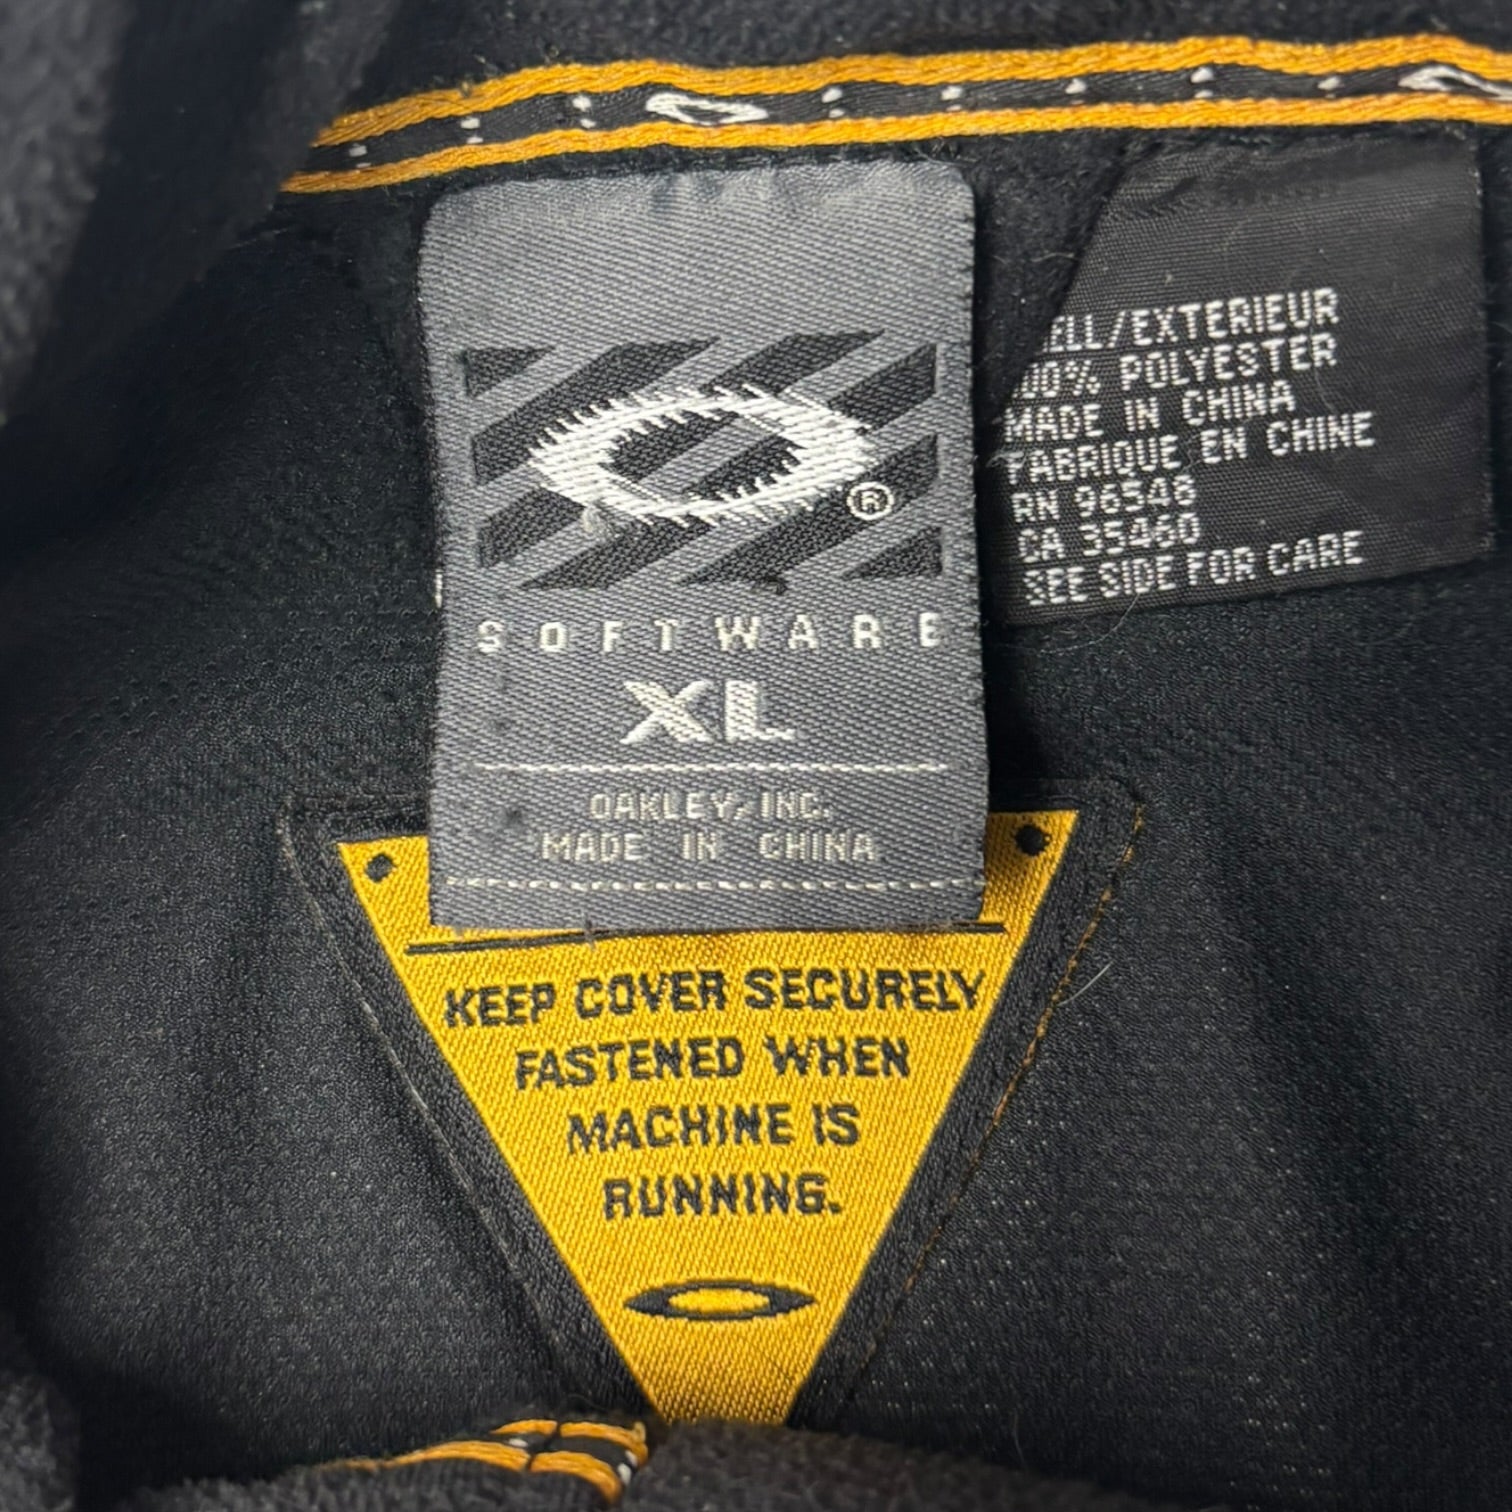 ®
SOFTWARE
XL
OAKLEY, INC.
MADE IN CHINA
ELL/EXTERIEUR
00% POLYESTER
MADE IN CHINA
FABRIQUE EN CHINE
RN 96548
CA 35460
SEE SIDE FOR CARE
KEEP COVER SECURELY
FASTENED WHEN
MACHINE IS
RUNNING.